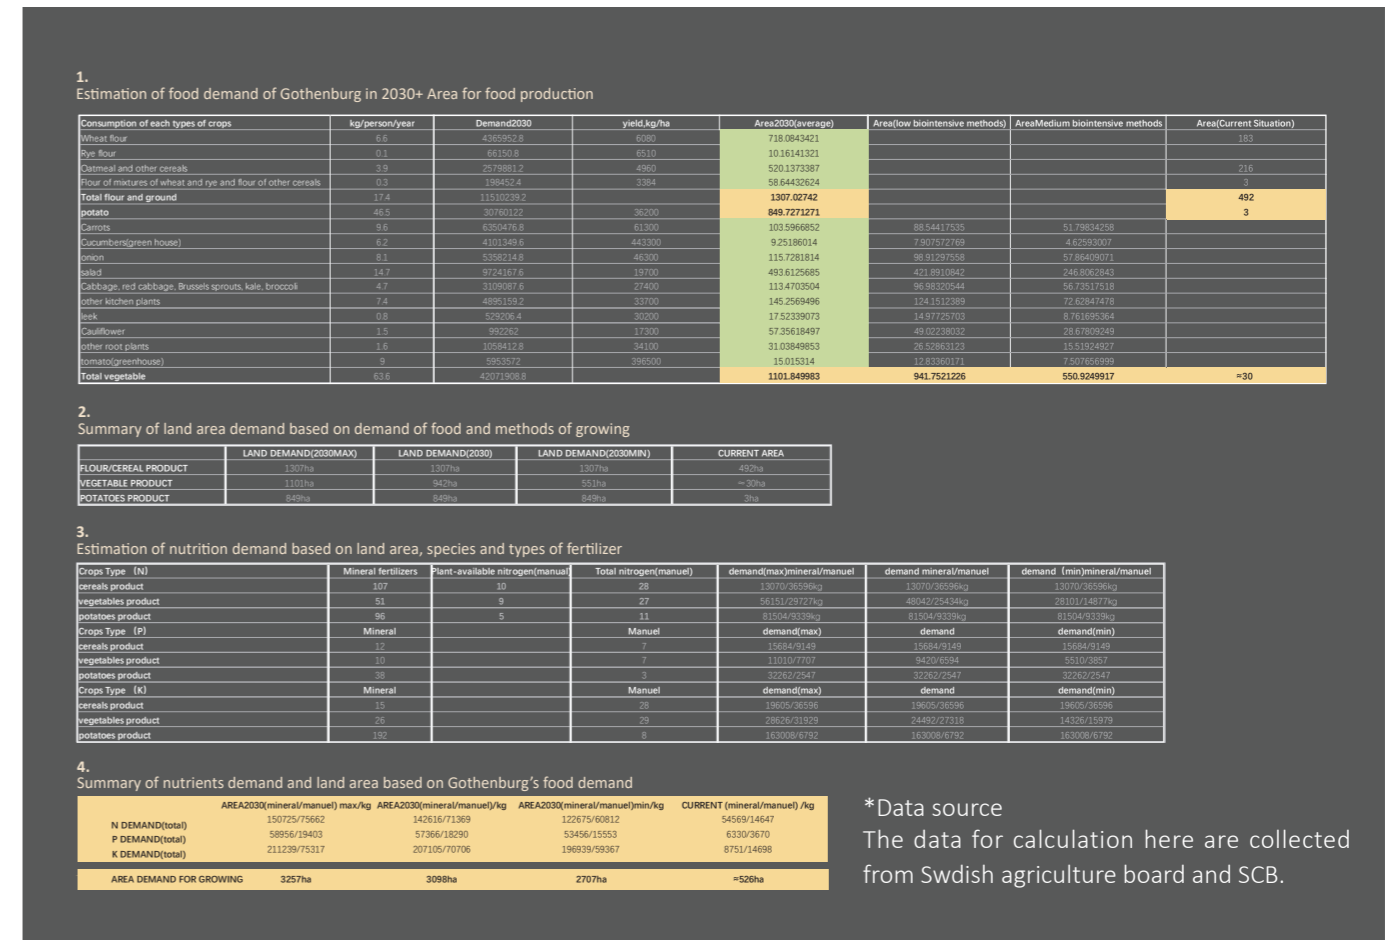 1.
Estimation of food demand of Gothenburg in 2030+ Area for food production
Consumption of each types of crops kg/person/year Demand2030 yield,kg/ha Area2030(average) Area(low biointensive methods) AreaMedium biointensive methods Area(Current Situation)
Wheat flour 6.6 4365952.8 6080 718.0843421 183
Rye flour 0.1 66150.8 6510 10.16141321
Oatmeal and other cereals 3.9 2579881.2 4960 520.1373387 216
Flour of mixtures of wheat and rye and flour of other cereals 0.3 198452.4 3384 58.64432624 3
Total flour and ground 17.4 11510239.2 1307.02742 492
potato 46.5 30760122 36200 849.7271271 3
Carrots 9.6 6350476.8 61300 103.5966852 88.54417535 51.79834258
Cucumbers(green house) 6.2 4101349.6 443300 9.25186014 7.907572769 4.62593007
onion 8.1 5358214.8 46300 115.7281814 98.91297558 57.86409071
salad 14.7 9724167.6 19700 493.6125685 421.8910842 246.8062843
Cabbage, red cabbage, Brussels sprouts, kale, broccoli 4.7 3109087.6 27400 113.4703504 96.98320544 56.73517518
other kitchen plants 7.4 4895159.2 33700 145.2569496 124.1512389 72.62847478
leek 0.8 529206.4 30200 17.52339073 14.97725703 8.761695364
Cauliflower 1.5 992262 17300 57.35618497 49.02238032 28.67809249
other root plants 1.6 1058412.8 34100 31.03849853 26.52863123 15.51924927
tomato(greenhouse) 9 5953572 396500 15.015314 12.83360171 7.507656999
Total vegetable 63.6 42071908.8 1101.849983 941.7521226 550.9249917 ≈30
2.
Summary of land area demand based on demand of food and methods of growing
LAND DEMAND(2030MAX) LAND DEMAND(2030) LAND DEMAND(2030MIN) CURRENT AREA
FLOUR/CEREAL PRODUCT 1307ha 1307ha 1307ha 492ha
VEGETABLE PRODUCT 1101ha 942ha 551ha ≈30ha
POTATOES PRODUCT 849ha 849ha 849ha 3ha
3.
Estimation of nutrition demand based on land area, species and types of fertilizer
Crops Type （N） Mineral fertilizers Plant-available nitrogen(manual) Total nitrogen(manuel) demand(max)mineral/manuel demand mineral/manuel demand（min)mineral/manuel
cereals product 107 10 28 13070/36596kg 13070/36596kg 13070/36596kg
vegetables product 51 9 27 56151/29727kg 48042/25434kg 28101/14877kg
potatoes product 96 5 11 81504/9339kg 81504/9339kg 81504/9339kg
Crops Type （P） Mineral Manuel demand(max) demand demand(min)
cereals product 12 7 15684/9149 15684/9149 15684/9149
vegetables product 10 7 11010/7707 9420/6594 5510/3857
potatoes product 38 3 32262/2547 32262/2547 32262/2547
Crops Type （K） Mineral Manuel demand(max) demand demand(min)
cereals product 15 28 19605/36596 19605/36596 19605/36596
vegetables product 26 29 28626/31929 24492/27318 14326/15979
potatoes product 192 8 163008/6792 163008/6792 163008/6792
4.
Summary of nutrients demand and land area based on Gothenburg's food demand
AREA2030(mineral/manuel) max/kg AREA2030(mineral/manuel)/kg AREA2030(mineral/manuel)min/kg CURRENT (mineral/manuel) /kg
N DEMAND(total) 150725/75662 142616/71369 122675/60812 54569/14647
P DEMAND(total) 58956/19403 57366/18290 53456/15553 6330/3670
K DEMAND(total) 211239/75317 207105/70706 196939/59367 8751/14698
AREA DEMAND FOR GROWING 3257ha 3098ha 2707ha ≈526ha
*Data source
The data for calculation here are collected
from Swdish agriculture board and SCB.